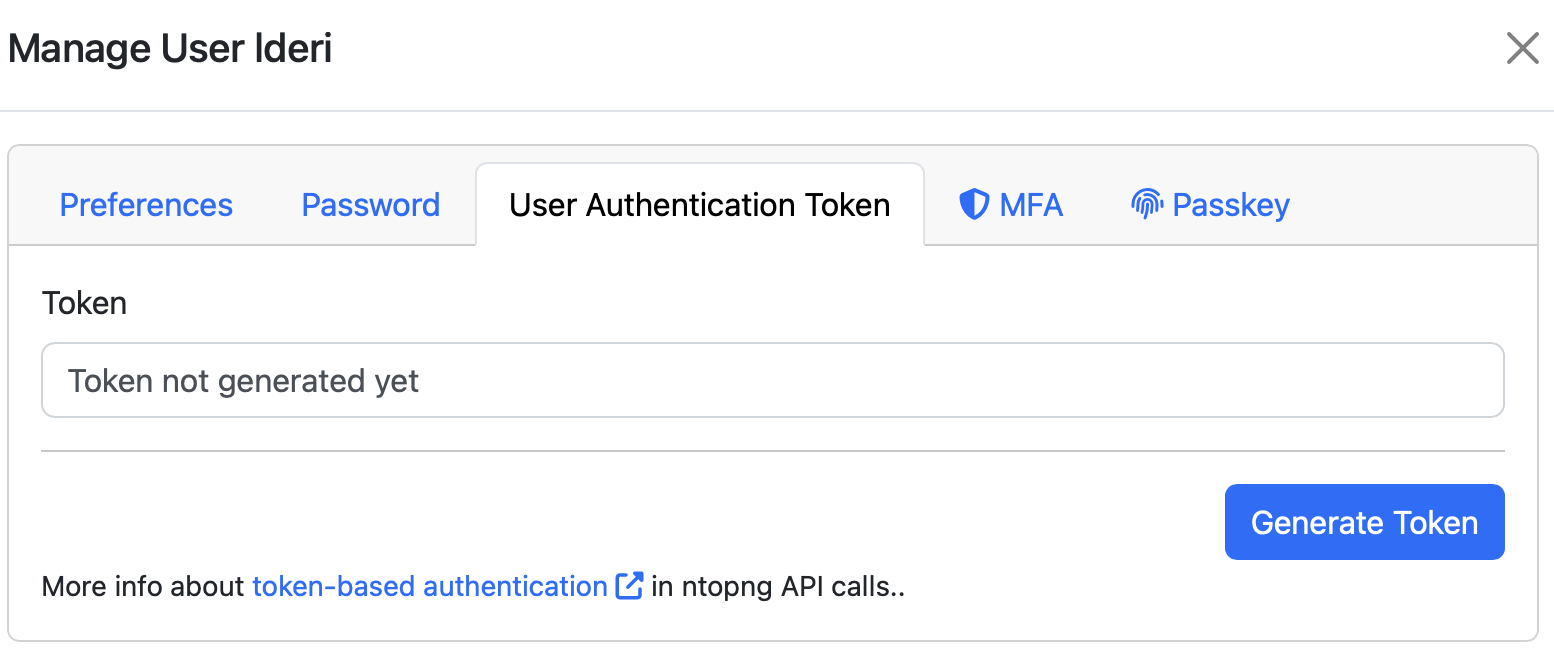 Manage User lderi
Preferences Password User Authentication Token MFA Passkey
Token
Token not generated yet
Generate Token
More info about token-based authentication in ntopng API calls..